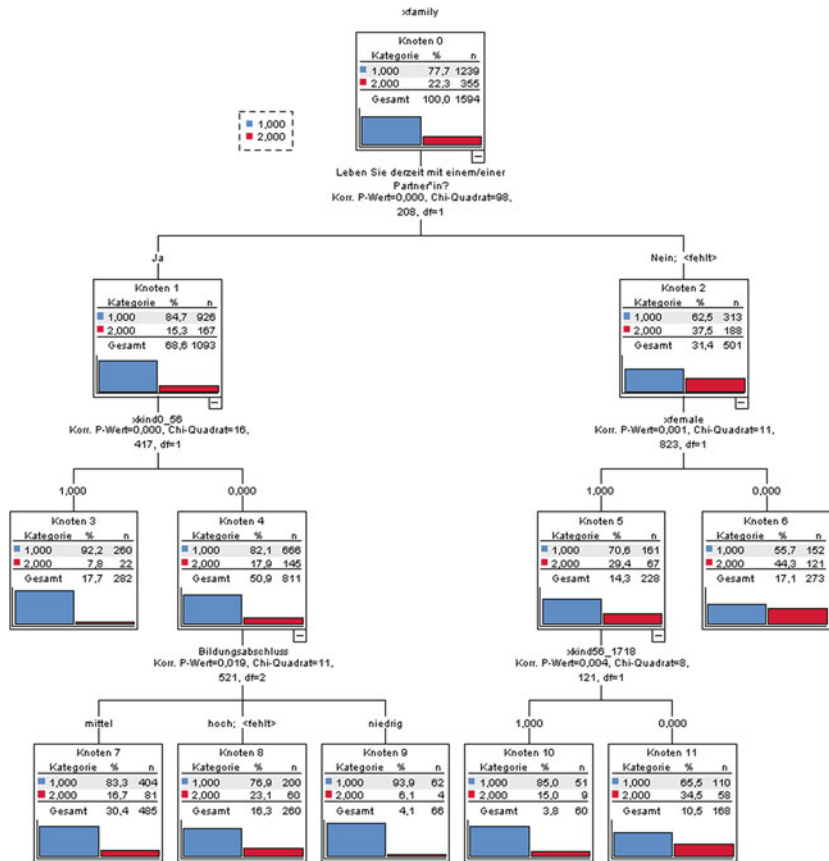 xfamily
Knoten 0
Kategorie % n
1,000 77,7 1239
2,000 22,3 355
Gesamt 100,0 1594
1,000
2,000
Leben Sie derzeit mit einem/einer
Partner*in?
Korr. P-Wert=0,000, Chi-Quadrat=98,
208, df=1
Ja
Nein; <fehlt>
Knoten 1
Kategorie % n
1,000 84,7 926
2,000 15,3 167
Gesamt 68,6 1093
Knoten 2
Kategorie % n
1,000 62,5 313
2,000 37,5 188
Gesamt 31,4 501
xkind0_56
Korr. P-Wert=0,000, Chi-Quadrat=16,
417, df=1
xfemale
Korr. P-Wert=0,001, Chi-Quadrat=11,
823, df=1
1,000
0,000
1,000
0,000
Knoten 3
Kategorie % n
1,000 92,2 260
2,000 7,8 22
Gesamt 17,7 282
Knoten 4
Kategorie % n
1,000 82,1 666
2,000 17,9 145
Gesamt 50,9 811
Knoten 5
Kategorie % n
1,000 70,6 161
2,000 29,4 67
Gesamt 14,3 228
Knoten 6
Kategorie % n
1,000 55,7 152
2,000 44,3 121
Gesamt 17,1 273
Bildungsabschluss
Korr. P-Wert=0,019, Chi-Quadrat=11,
521, df=2
xkind56_1718
Korr. P-Wert=0,004, Chi-Quadrat=8,
121, df=1
mittel
hoch; <fehlt>
niedrig
1,000
0,000
Knoten 7
Kategorie % n
1,000 83,3 404
2,000 16,7 81
Gesamt 30,4 485
Knoten 8
Kategorie % n
1,000 76,9 200
2,000 23,1 60
Gesamt 16,3 260
Knoten 9
Kategorie % n
1,000 93,9 62
2,000 6,1 4
Gesamt 4,1 66
Knoten 10
Kategorie % n
1,000 85,0 51
2,000 15,0 9
Gesamt 3,8 60
Knoten 11
Kategorie % n
1,000 65,5 110
2,000 34,5 58
Gesamt 10,5 168